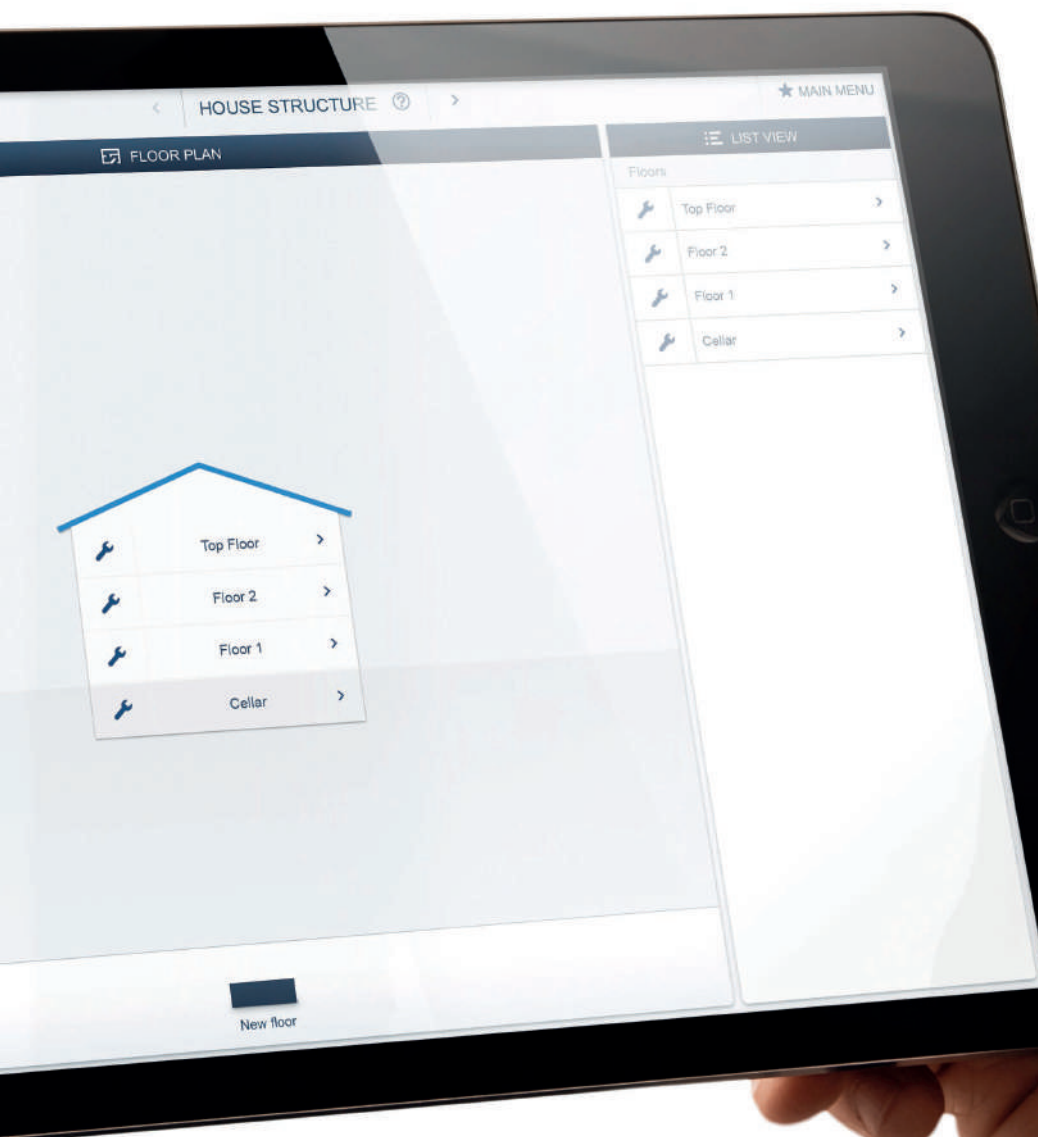 HOUSE STRUCTURE
MAIN MENU
FLOOR PLAN
Top Floor
Floor 2
Floor 1
Cellar
New floor
LIST VIEW
Floors
Top Floor
Floor 2
Floor 1
Cellar